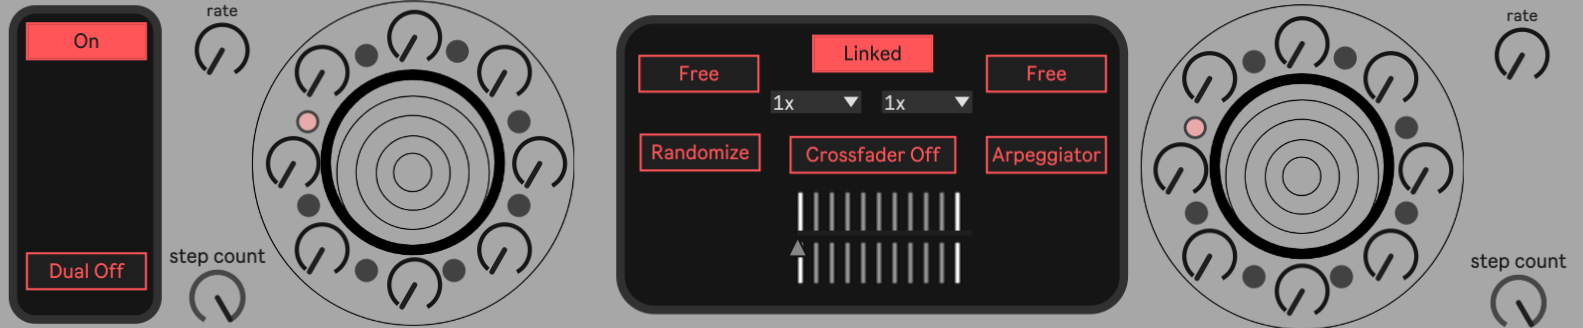 On
Dual Off
rate
step count
Free
Linked
Free
1x
1x
Randomize
Crossfader Off
Arpeggiator
rate
step count